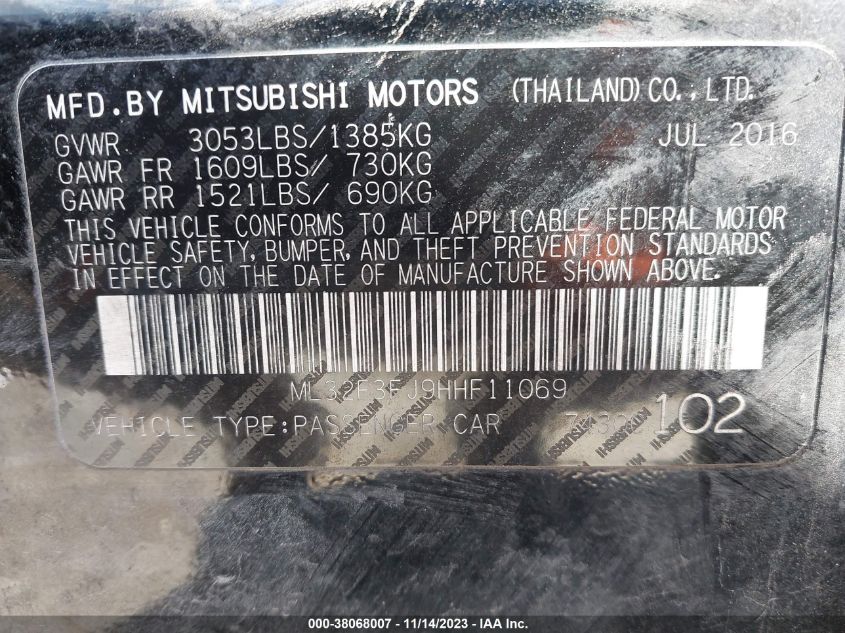 MFD.BY MITSUBISHI MOTORS (THAILAND) CO., LTD.
GVWR 3053LBS/1385KG JUL 2016
GAWR FR 1609LBS/ 730KG
GAWR RR 1521LBS/ 690KG
THIS VEHICLE CONFORMS TO ALL APPLICABLE FEDERAL MOTOR
VEHICLE SAFETY, BUMPER, AND THEFT PREVENTION STANDARDS
IN EFFECT ON THE DATE OF MANUFACTURE SHOWN ABOVE.
ML32F3FJ9HHF11069
VEHICLE TYPE:PASSENGER CAR 102
000-38068007 - 11/14/2023 - IAA Inc.